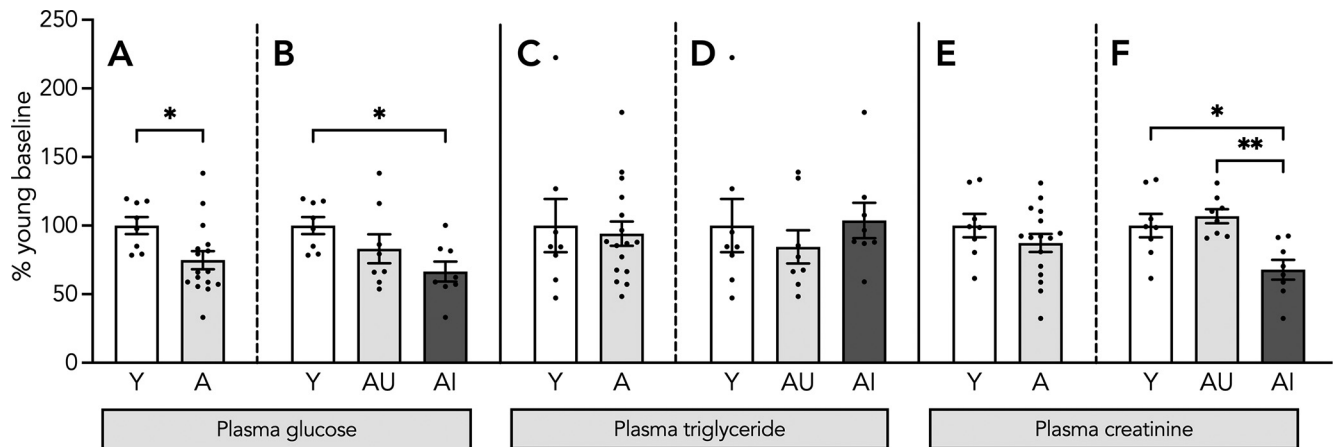 % young baseline
250
200
150
100
50
0
A
B
C
D
E
F
*
*
*
**
Y A Y AU AI Y A Y AU AI Y A Y AU AI
Plasma glucose
Plasma triglyceride
Plasma creatinine